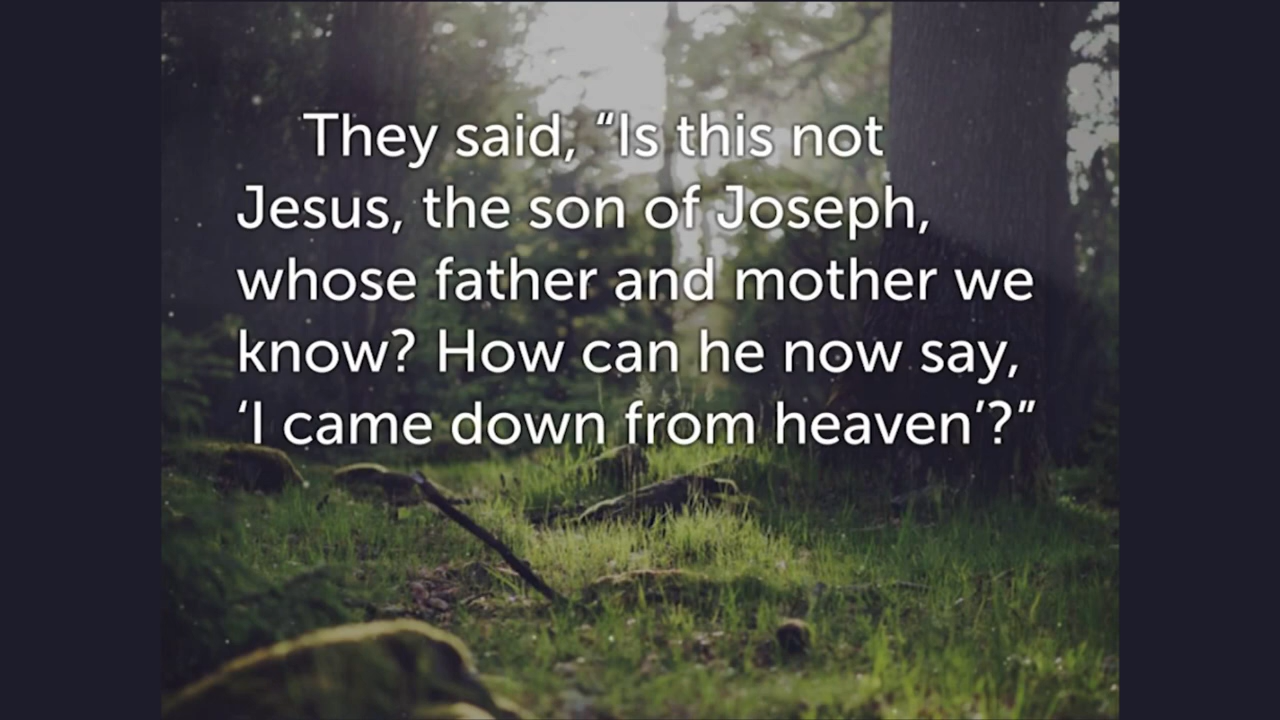 They said, “Is this not
Jesus, the son of Joseph,
whose father and mother we
know? How can he now say,
‘I came down from heaven’?”